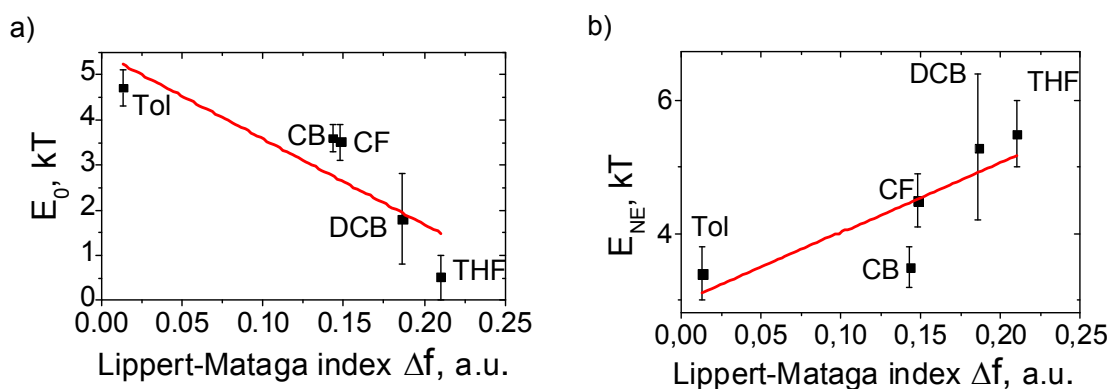 a)
E₀, kT
5
4
3
2
1
0
Tol
CB
CF
DCB
THF
0.00 0.05 0.10 0.15 0.20 0.25
Lippert-Mataga index Δf, a.u.
b)
E_NE, kT
6
4
Tol
CB
CF
DCB
THF
0,00 0,05 0,10 0,15 0,20 0,25
Lippert-Mataga index Δf, a.u.